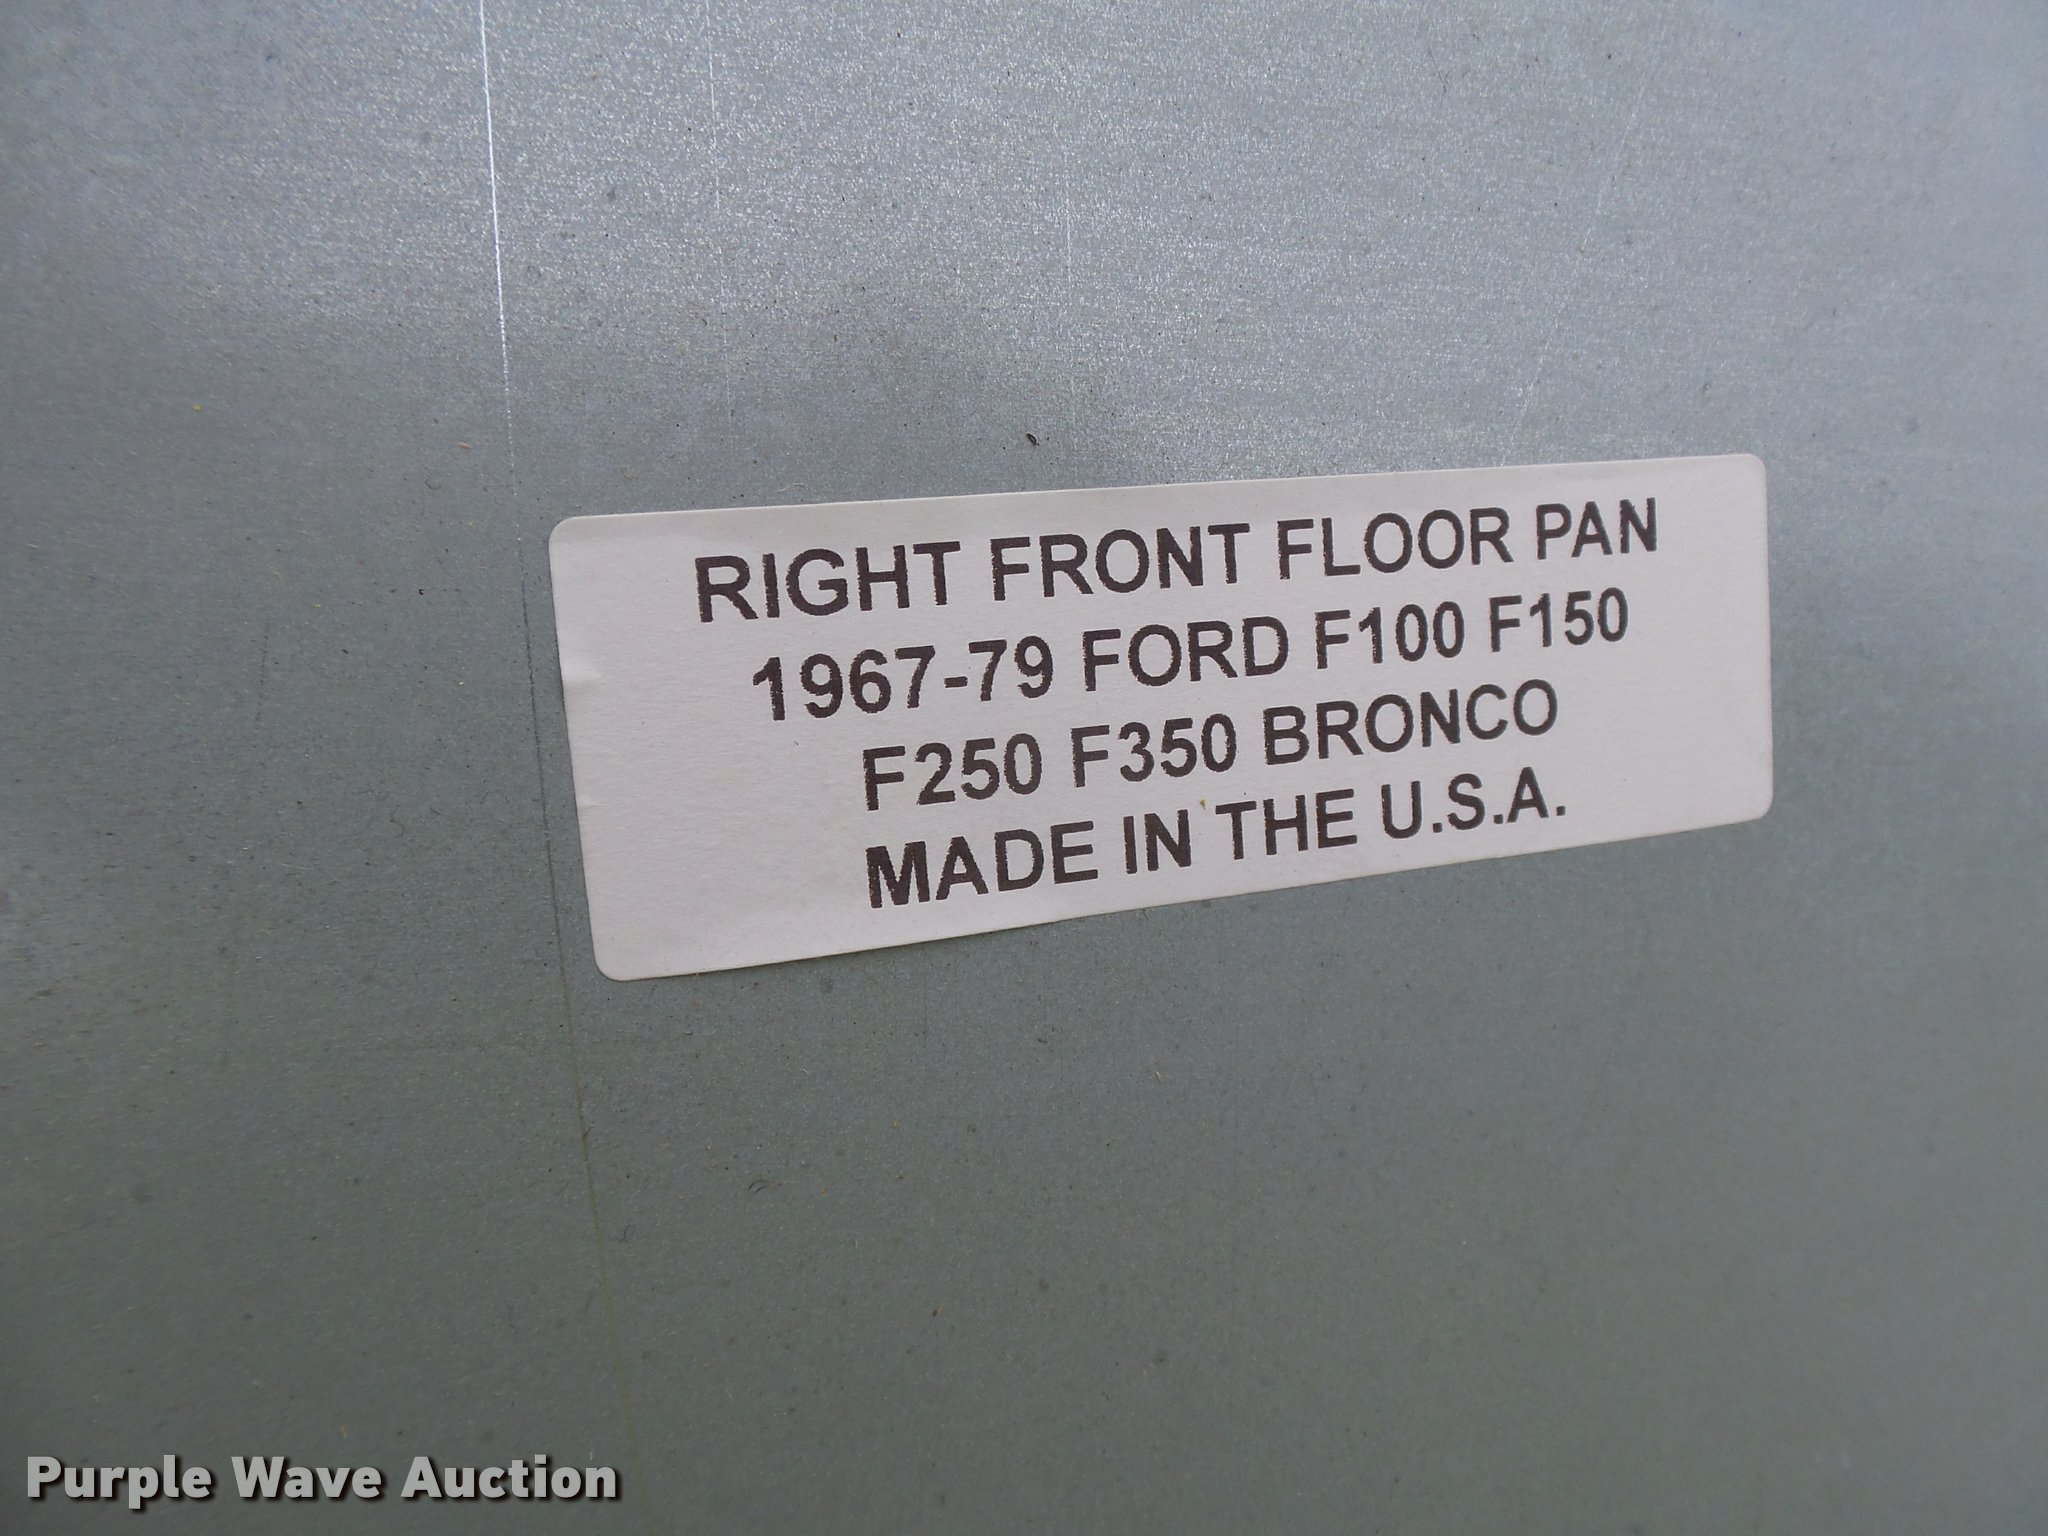 RIGHT FRONT FLOOR PAN
1967-79 FORD F100 F150
F250 F350 BRONCO
MADE IN THE U.S.A.
Purple Wave Auction